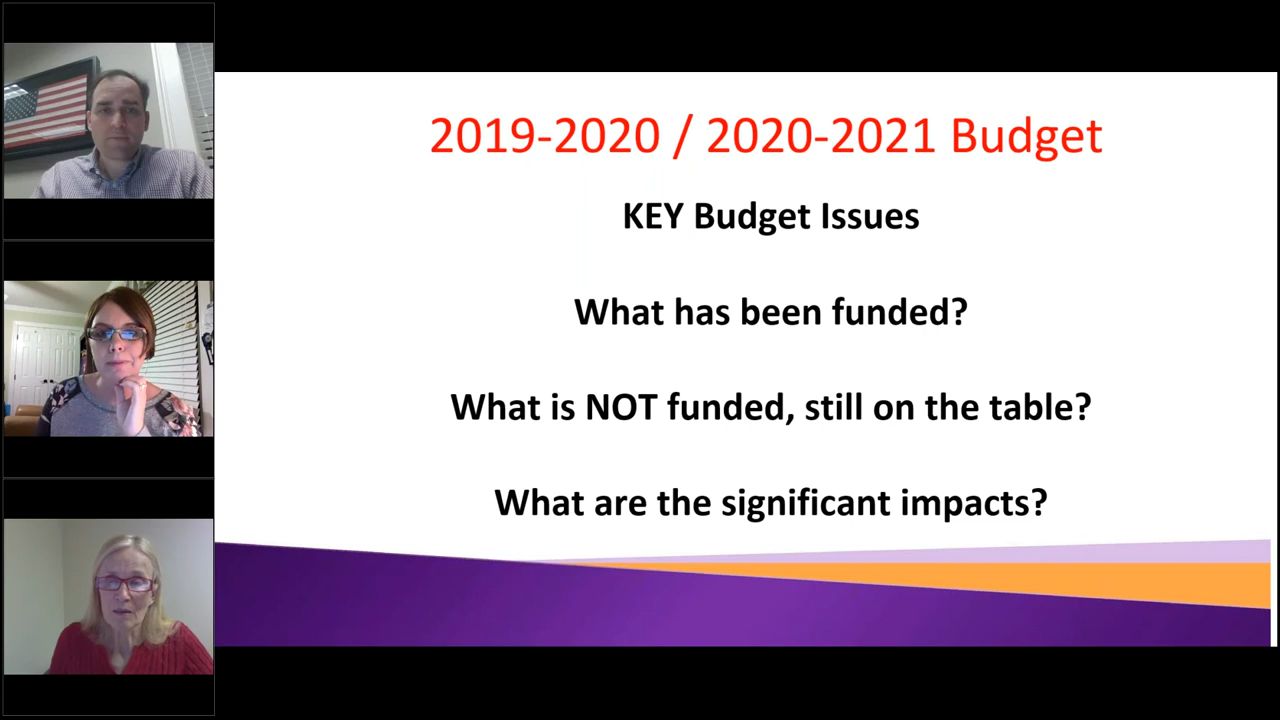 2019-2020 / 2020-2021 Budget
KEY Budget Issues
What has been funded?
What is NOT funded, still on the table?
What are the significant impacts?